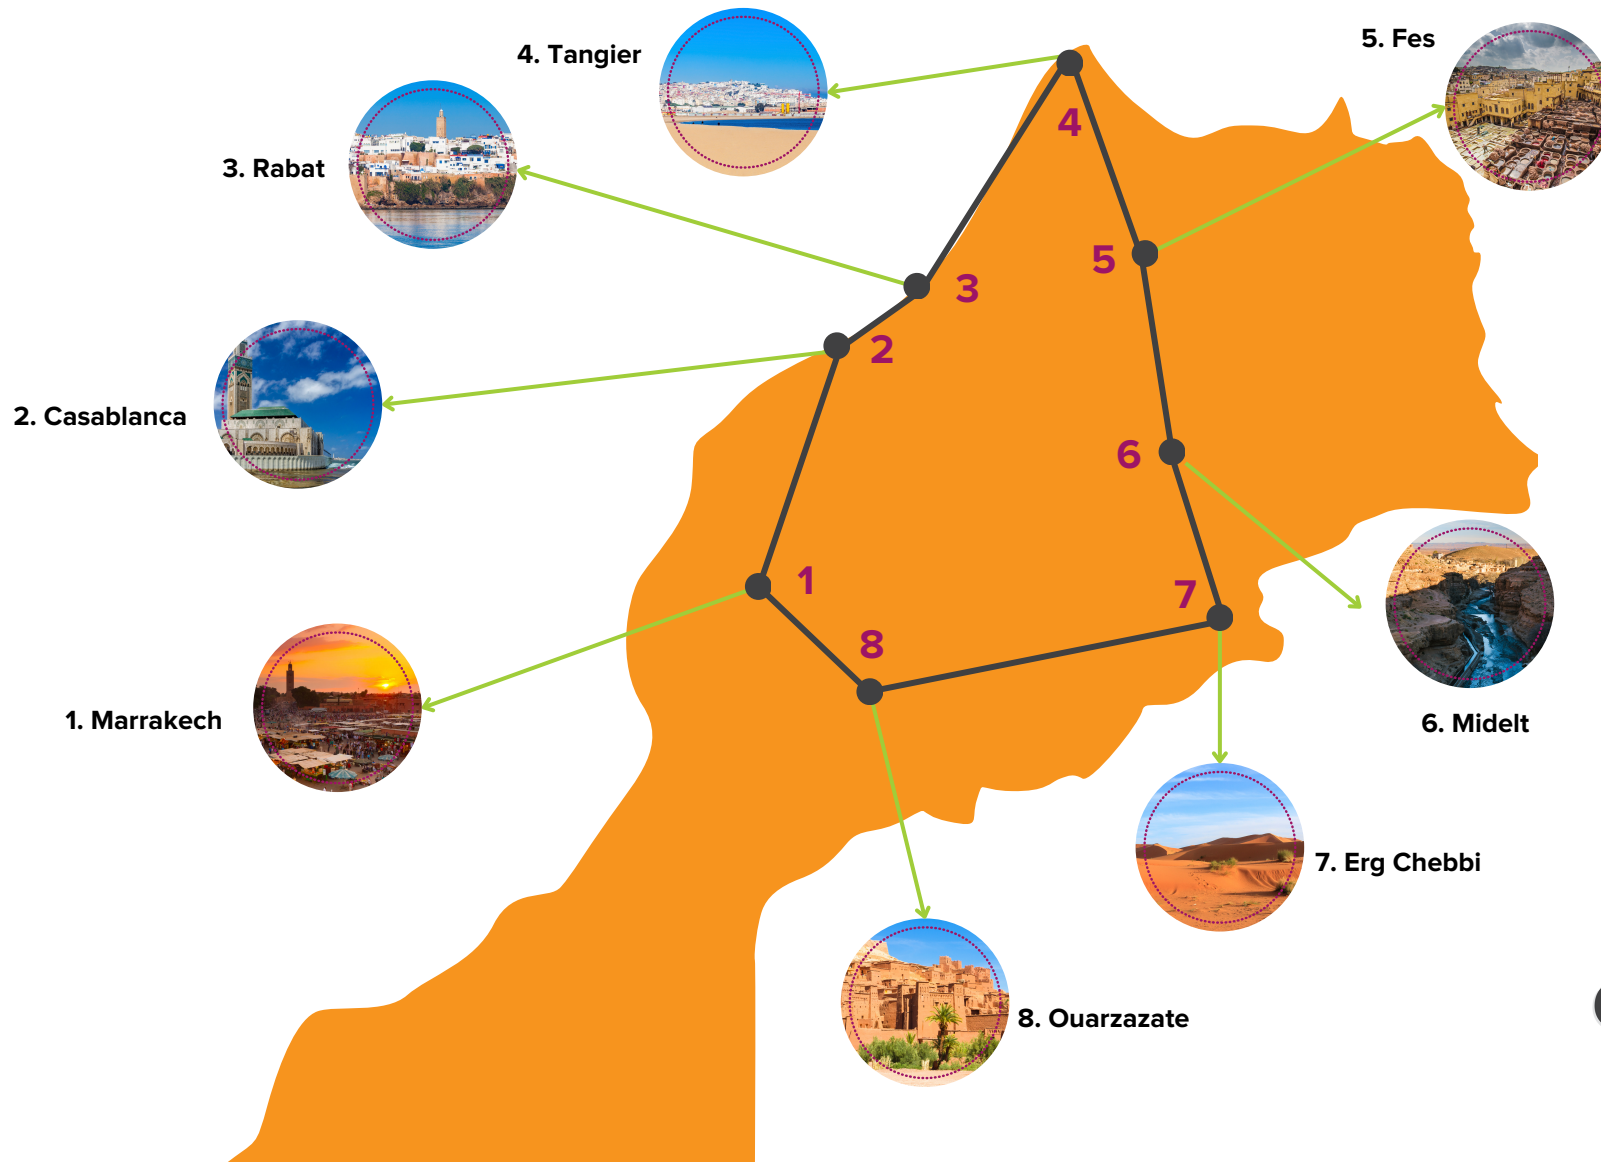 4. Tangier
5. Fes
3. Rabat
4
5
3
2
2. Casablanca
6
1
7
8
1. Marrakech
6. Midelt
7. Erg Chebbi
8. Ouarzazate